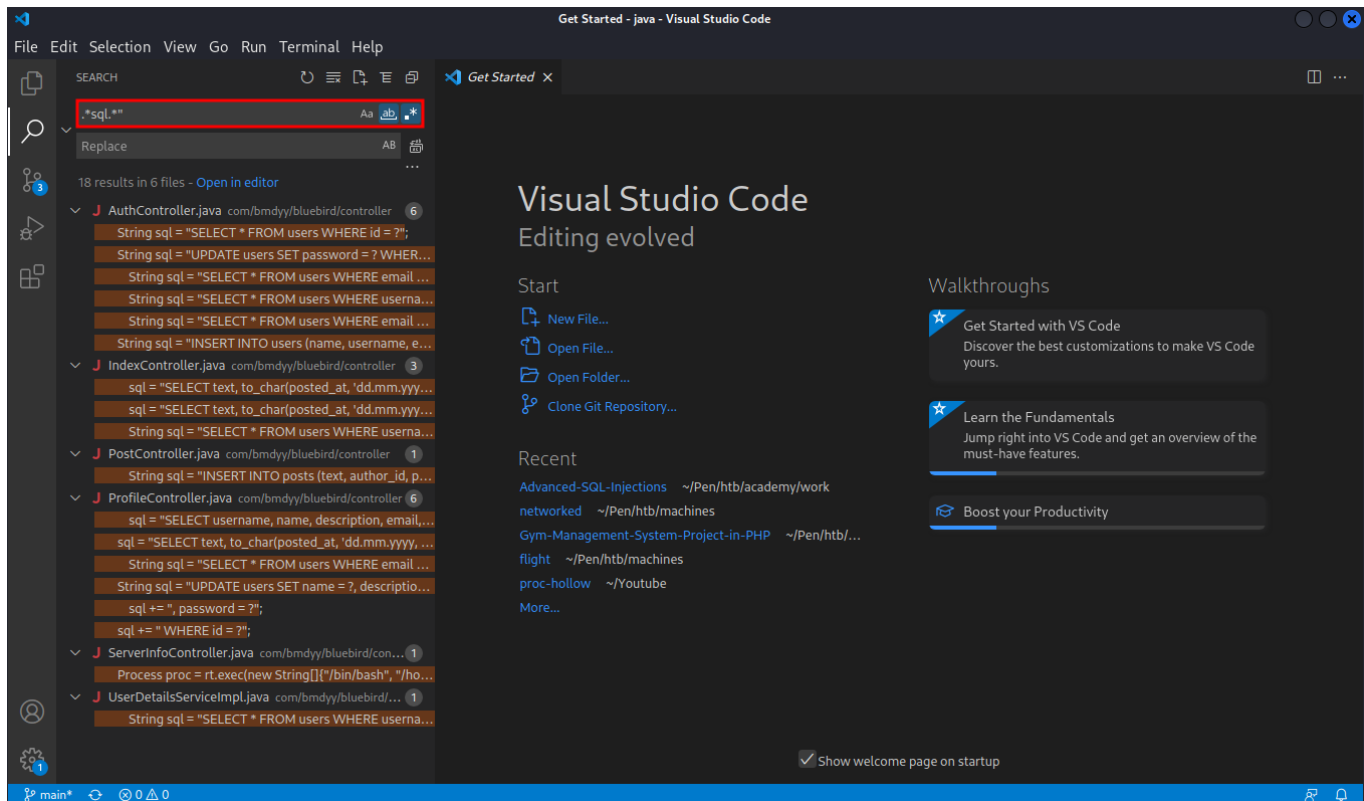 Get Started - java - Visual Studio Code
File Edit Selection View Go Run Terminal Help
SEARCH
Get Started
.*sql.*"
Aa ab .*
Replace
AB
18 results in 6 files - Open in editor
AuthController.java com/bmdyy/bluebird/controller 6
String sql = "SELECT * FROM users WHERE id = ?";
String sql = "UPDATE users SET password = ? WHER...
String sql = "SELECT * FROM users WHERE email ...
String sql = "SELECT * FROM users WHERE userna...
String sql = "SELECT * FROM users WHERE email ...
String sql = "INSERT INTO users (name, username, e...
IndexController.java com/bmdyy/bluebird/controller 3
sql = "SELECT text, to_char(posted_at, 'dd.mm.yyy...
sql = "SELECT text, to_char(posted_at, 'dd.mm.yyy...
String sql = "SELECT * FROM users WHERE userna...
PostController.java com/bmdyy/bluebird/controller 1
String sql = "INSERT INTO posts (text, author_id, p...
ProfileController.java com/bmdyy/bluebird/controller 6
sql = "SELECT username, name, description, email,...
sql = "SELECT text, to_char(posted_at, 'dd.mm.yyyy, ...
String sql = "SELECT * FROM users WHERE email ...
String sql = "UPDATE users SET name = ?, descriptio...
sql += ", password = ?";
sql += " WHERE id = ?";
ServerInfoController.java com/bmdyy/bluebird/con... 1
Process proc = rt.exec(new String[]{"/bin/bash", "/ho...
UserDetailsServiceImpl.java com/bmdyy/bluebird/... 1
String sql = "SELECT * FROM users WHERE userna...
3
1
Visual Studio Code
Editing evolved
Start
New File...
Open File...
Open Folder...
Clone Git Repository...
Recent
Advanced-SQL-Injections ~/Pen/htb/academy/work
networked ~/Pen/htb/machines
Gym-Management-System-Project-in-PHP ~/Pen/htb/...
flight ~/Pen/htb/machines
proc-hollow ~/Youtube
More...
Walkthroughs
Get Started with VS Code
Discover the best customizations to make VS Code
yours.
Learn the Fundamentals
Jump right into VS Code and get an overview of the
must-have features.
Boost your Productivity
Show welcome page on startup
main* 0 0